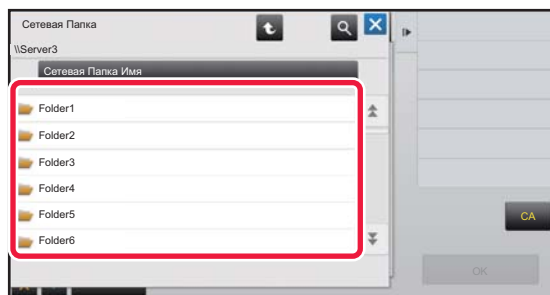 Сетевая Папка
\\Server3
Сетевая Папка Имя
Folder1
Folder2
Folder3
Folder4
Folder5
Folder6
CA
OK